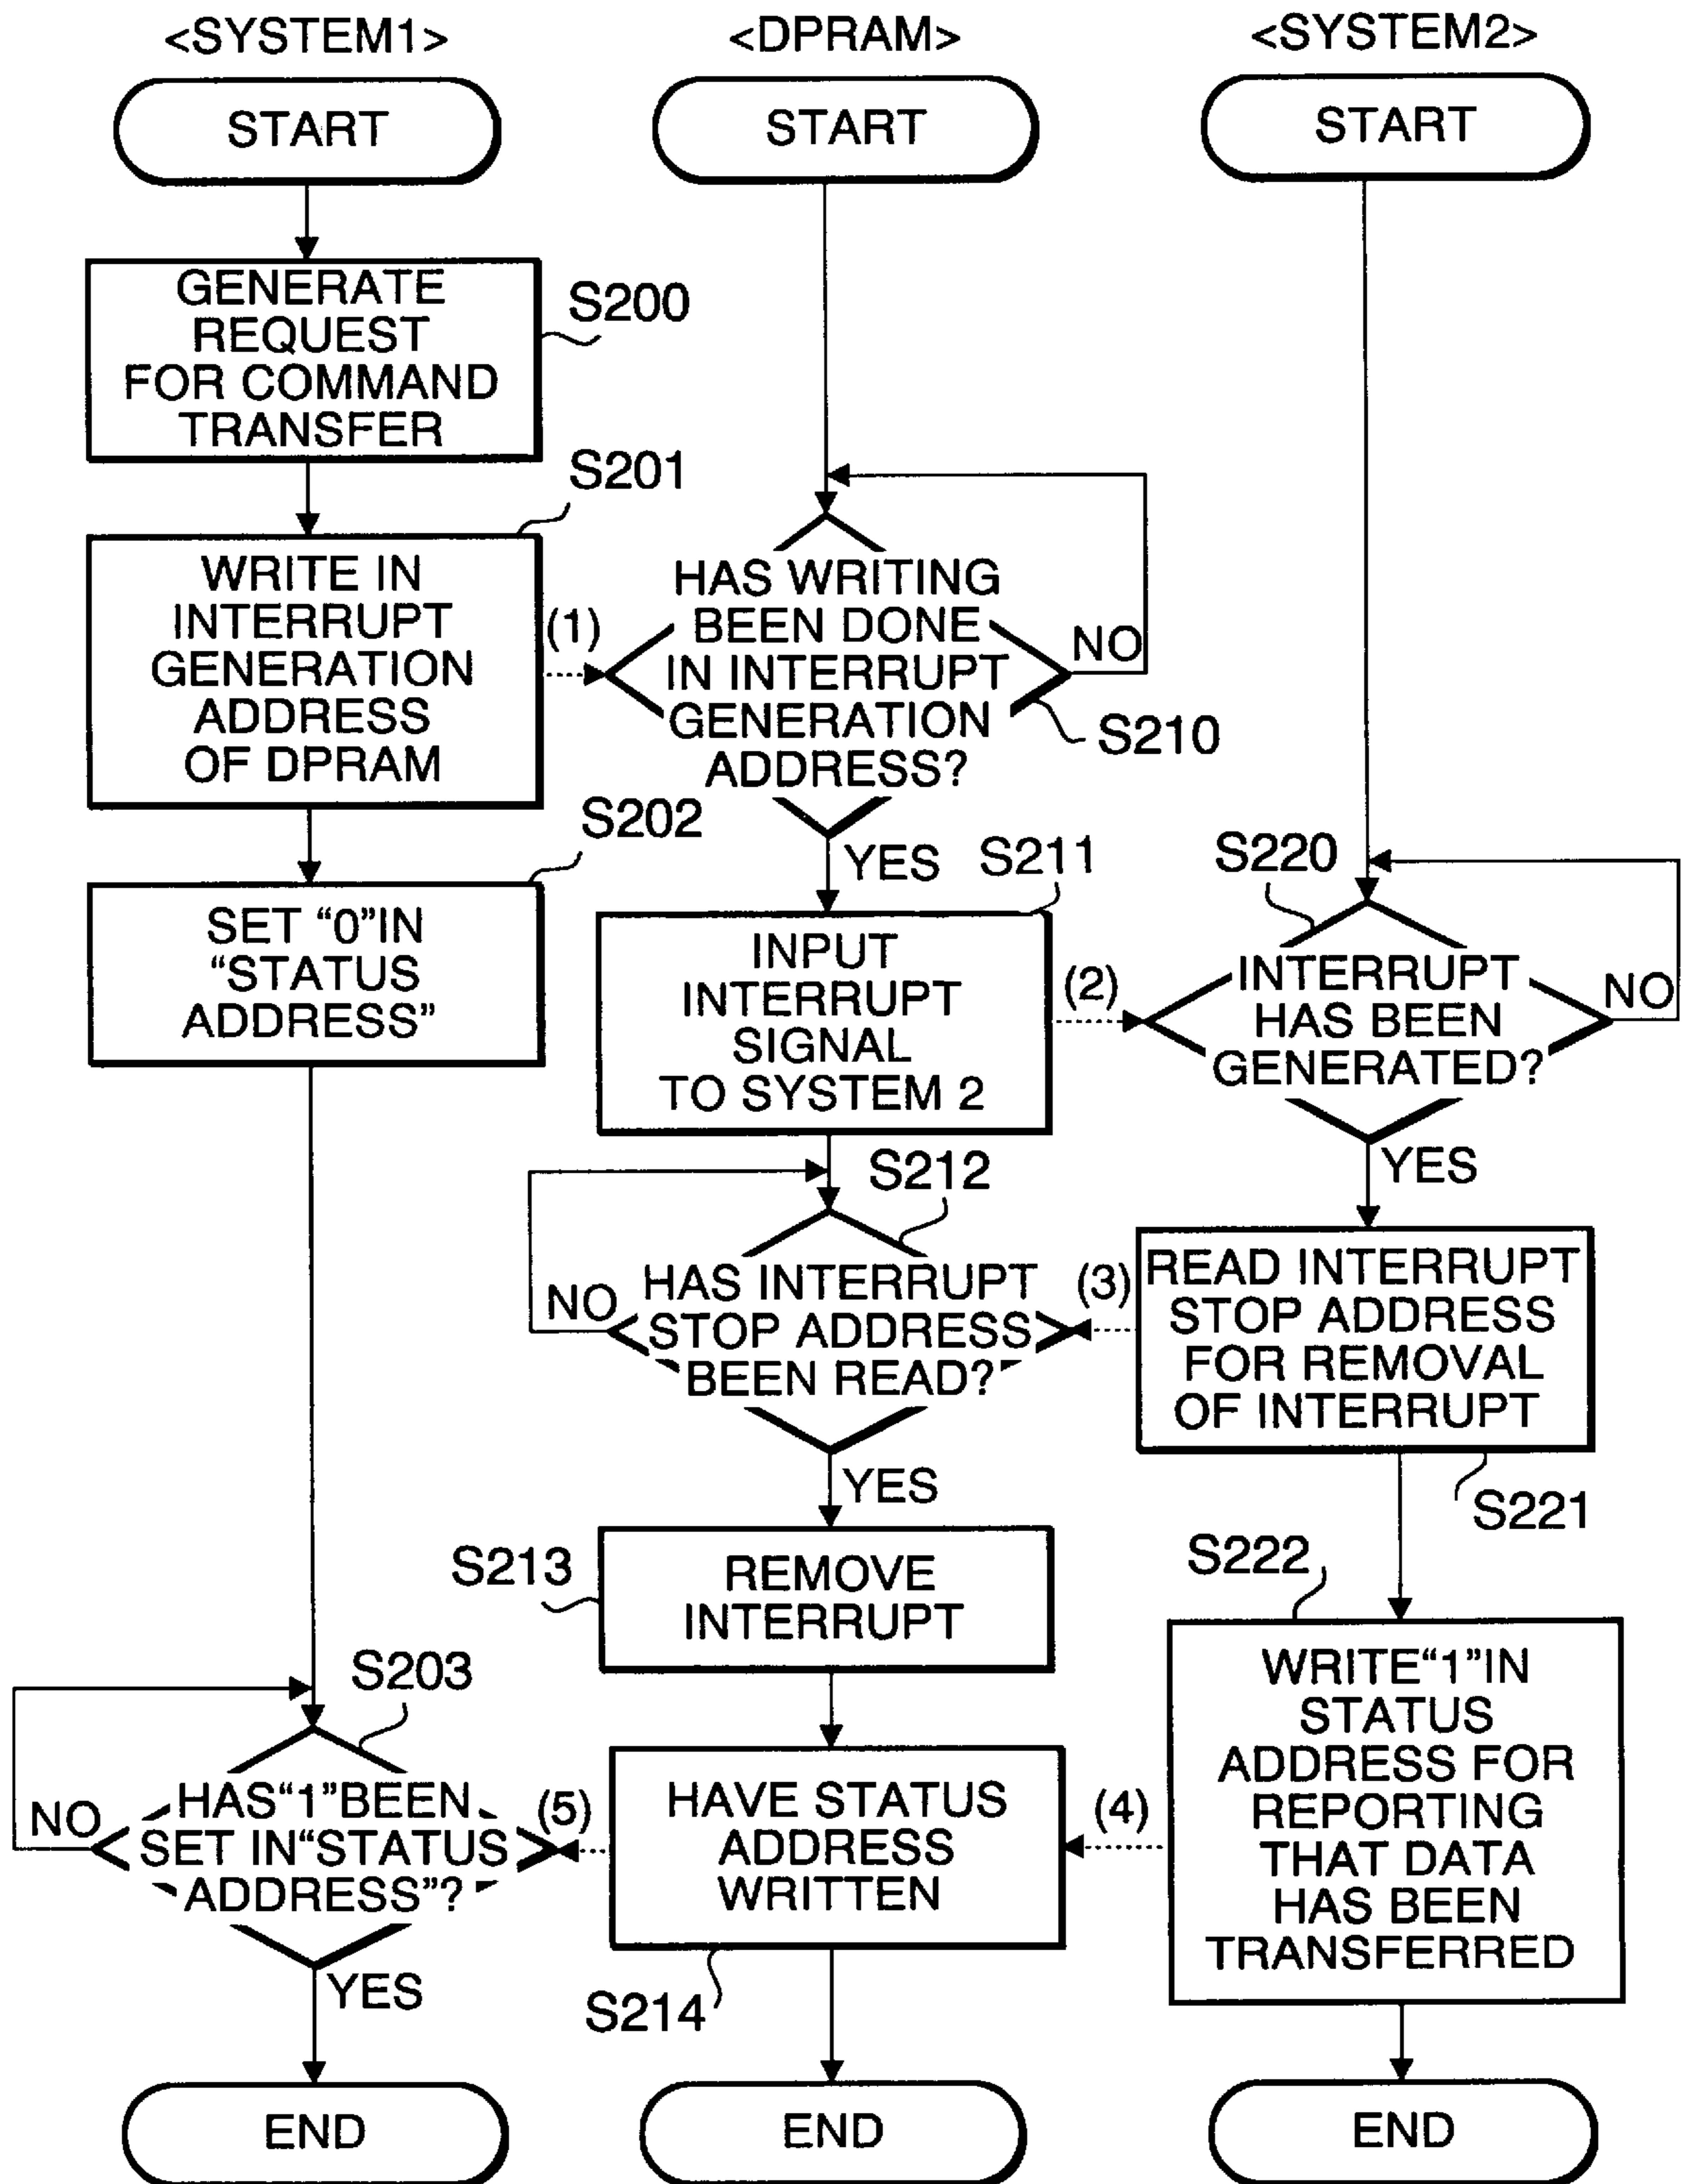 <SYSTEM1>
START
GENERATE
REQUEST
FOR COMMAND
TRANSFER
S200
S201
WRITE IN
INTERRUPT
GENERATION
ADDRESS
OF DPRAM
(1)
S202
SET “0”IN
“STATUS
ADDRESS”
S203
HAS“1”BEEN
SET IN“STATUS
ADDRESS”?
NO
YES
END
<DPRAM>
START
HAS WRITING
BEEN DONE
IN INTERRUPT
GENERATION
ADDRESS?
NO
S210
YES
S211
INPUT
INTERRUPT
SIGNAL
TO SYSTEM 2
(2)
S212
HAS INTERRUPT
STOP ADDRESS
BEEN READ?
NO
(3)
YES
S213
REMOVE
INTERRUPT
HAVE STATUS
ADDRESS
WRITTEN
(5)
(4)
S214
END
<SYSTEM2>
START
S220
INTERRUPT
HAS BEEN
GENERATED?
NO
YES
READ INTERRUPT
STOP ADDRESS
FOR REMOVAL
OF INTERRUPT
S221
S222
WRITE“1”IN
STATUS
ADDRESS FOR
REPORTING
THAT DATA
HAS BEEN
TRANSFERRED
END